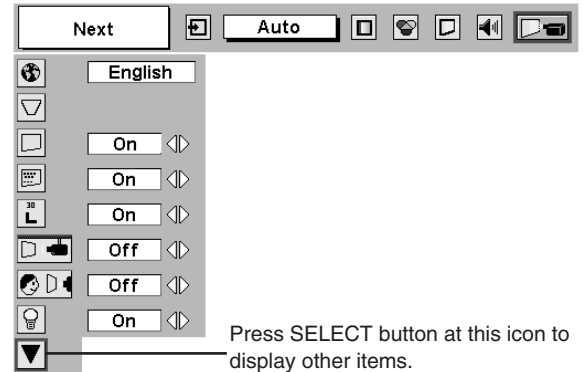 Next
Auto
English
On
On
30
L
On
Off
Off
On
Press SELECT button at this icon to
display other items.